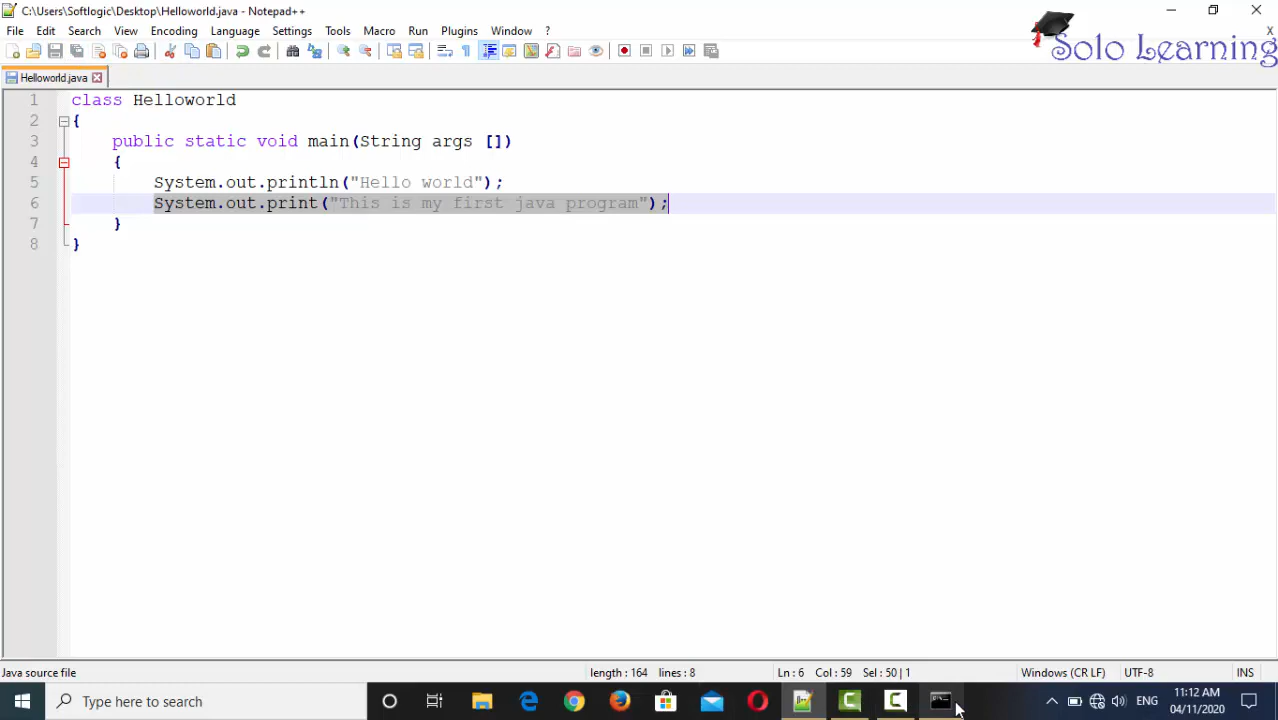 C:\Users\Softlogic\Desktop\Helloworld.java - Notepad++
File Edit Search View Encoding Language Settings Tools Macro Run Plugins Window ? X
Solo Learning
Helloworld.java
1 class Helloworld
2 {
3 public static void main(String args [])
4 {
5 System.out.println("Hello world");
6 System.out.print("This is my first java program");
7 }
8 }
Java source file length : 164 lines : 8 Ln : 6 Col : 59 Sel : 50 | 1 Windows (CR LF) UTF-8 INS
Type here to search ENG 11:12 AM
04/11/2020